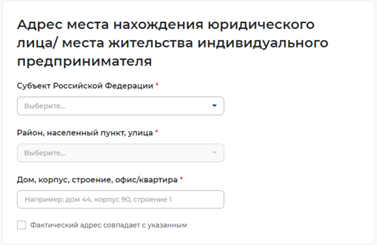 Адрес места нахождения юридического
лица/ места жительства индивидуального
предпринимателя
Субъект Российской Федерации *
Выберите...
Район, населенный пункт, улица *
Выберите...
Дом, корпус, строение, офис/квартира *
Например: дом 44, корпус 90, строение 1
Фактический адрес совпадает с указанным